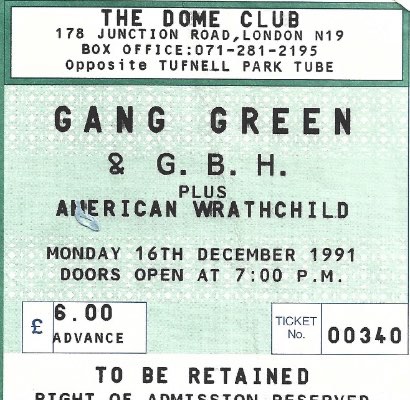 THE DOME CLUB
178 JUNCTION ROAD,LONDON N19
BOX OFFICE:071-281-2195
Opposite TUFNELL PARK TUBE
GANG GREEN
& G. B. H.
PLUS
AMERICAN WRATHCHILD
MONDAY 16TH DECEMBER 1991
DOORS OPEN AT 7:00 P.M.
£ 6.00
ADVANCE
TICKET No. 00340
TO BE RETAINED
RIGHT OF ADMISSION RESERVED